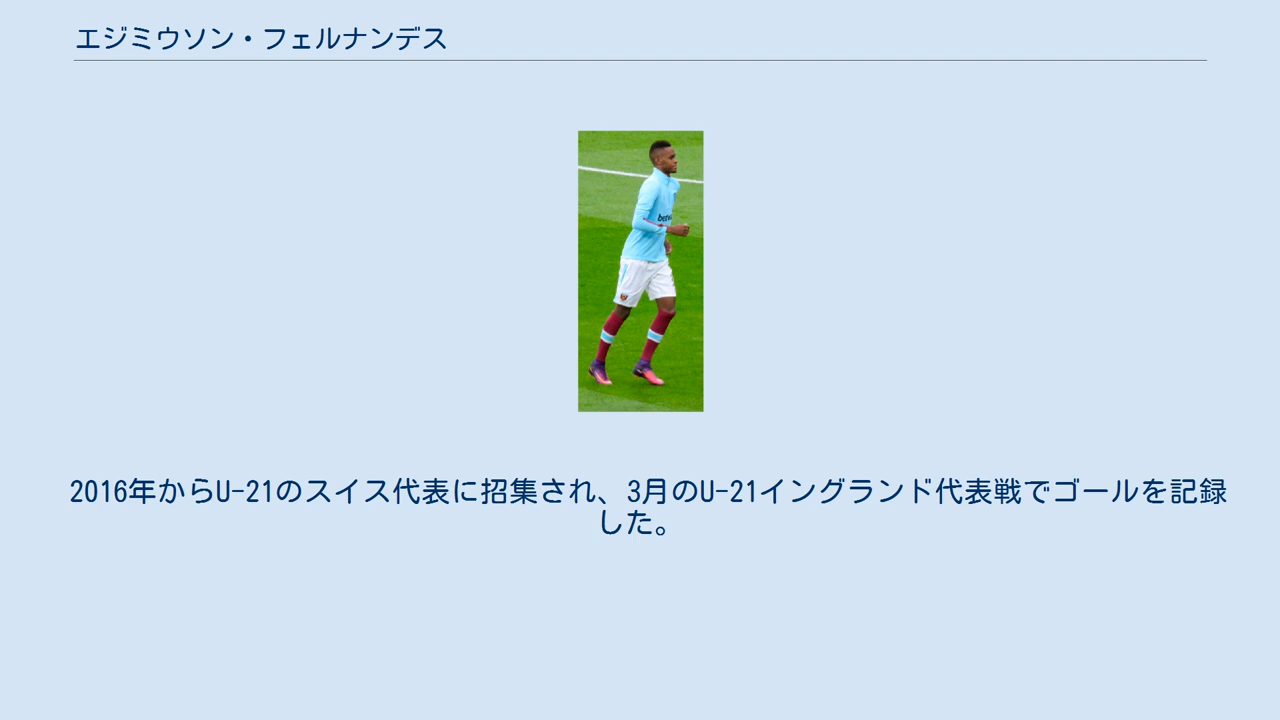 エジミウソン・フェルナンデス
2016年からU-21のスイス代表に招集され、3月のU-21イングランド代表戦でゴールを記録
した。